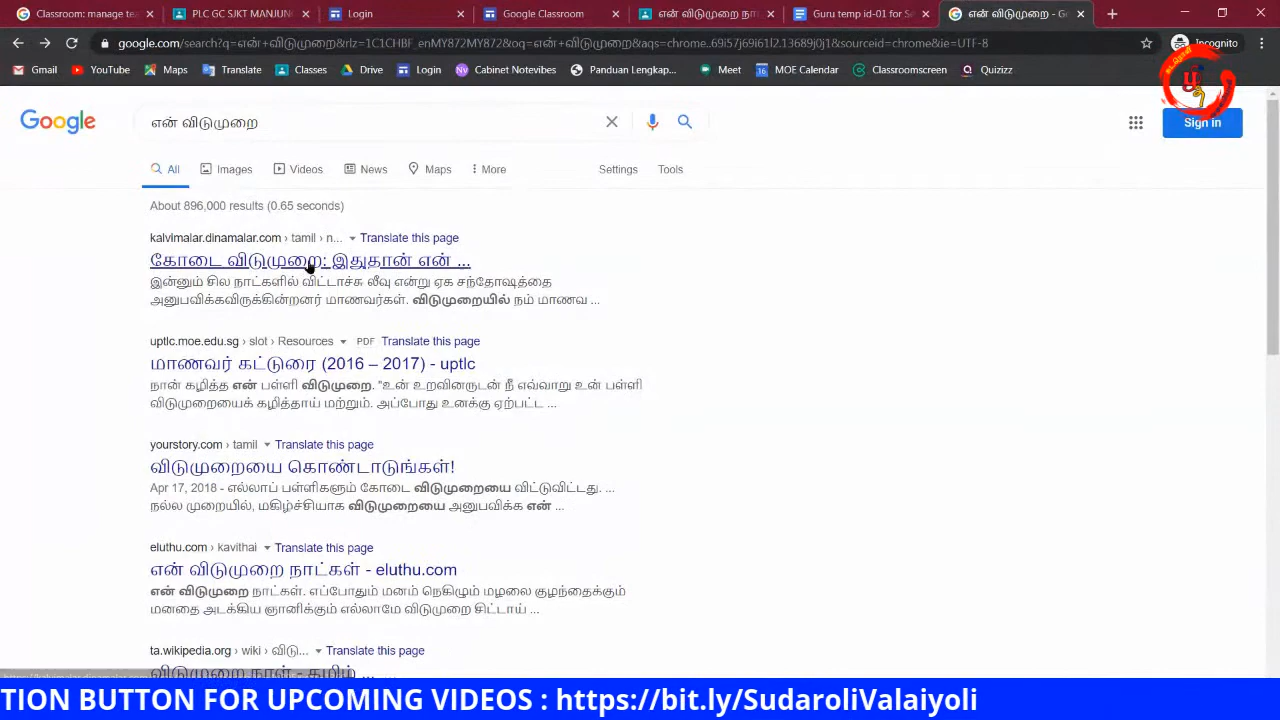 Classroom: manage tea
PLC GC SJKT MANJUNG
Login
Google Classroom
என் விடுமுறை நா
Guru temp id-01 for Se
என் விடுமுறை - Go
google.com/search?q=என்+விடுமுறை&rlz=1C1CHBF_enMY872MY872&oq=என்+விடுமுறை&aqs=chrome..69i57j69i61l2.13689j0j1&sourceid=chrome&ie=UTF-8
Incognito
Gmail
YouTube
Maps
Translate
Classes
Drive
Login
Cabinet Notevibes
Panduan Lengkap...
Meet
MOE Calendar
Classroomscreen
Quizizz
Google
என் விடுமுறை
Sign in
All
Images
Videos
News
Maps
More
Settings
Tools
About 896,000 results (0.65 seconds)
kalvimalar.dinamalar.com › tamil › n... Translate this page
கோடை விடுமுறை: இதுதான் என் ...
இன்னும் சில நாட்களில் விட்டாச்சு லீவு என்று ஏக சந்தோஷத்தை
அனுபவிக்கவிருக்கின்றனர் மாணவர்கள். விடுமுறையில் நம் மாணவ ...
uptlc.moe.edu.sg › slot › Resources PDF Translate this page
மாணவர் கட்டுரை (2016 – 2017) - uptlc
நான் கழித்த என் பள்ளி விடுமுறை. "உன் உறவினருடன் நீ எவ்வாறு உன் பள்ளி
விடுமுறையைக் கழித்தாய் மற்றும். அப்போது உனக்கு ஏற்பட்ட ...
yourstory.com › tamil Translate this page
விடுமுறையை கொண்டாடுங்கள்!
Apr 17, 2018 - எல்லாப் பள்ளிகளும் கோடை விடுமுறையை விட்டுவிட்டது. ...
நல்ல முறையில், மகிழ்ச்சியாக விடுமுறையை அனுபவிக்க என் ...
eluthu.com › kavithai Translate this page
என் விடுமுறை நாட்கள் - eluthu.com
என் விடுமுறை நாட்கள். எப்போதும் மனம் நெகிழும் மழலை குழந்தைக்கும்
மனதை அடக்கிய ஞானிக்கும் எல்லாமே விடுமுறை சிட்டாய் ...
ta.wikipedia.org › wiki › விடு... Translate this page
விடுமுறை நாள் - தமிழ் ...
TION BUTTON FOR UPCOMING VIDEOS : https://bit.ly/SudaroliValaiyoli